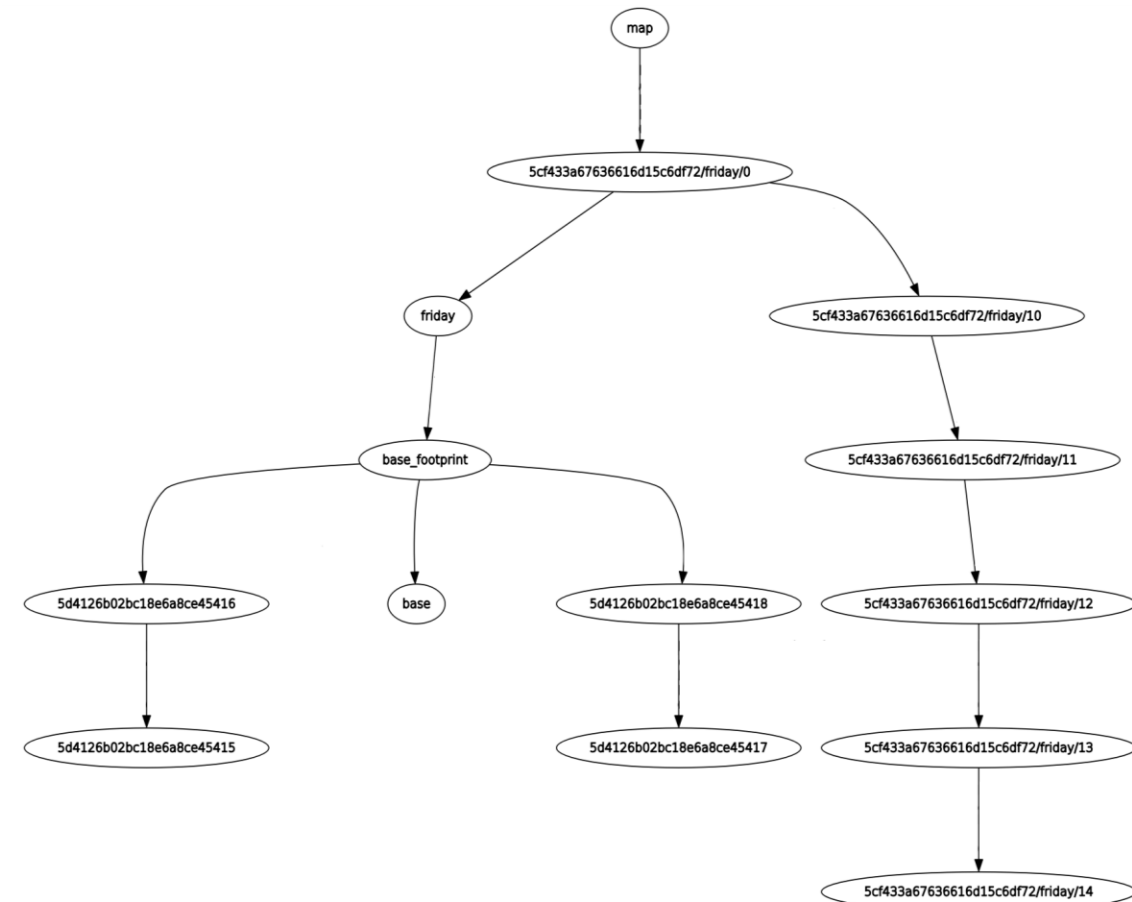 map
5cf433a67636616d15c6df72/friday/0
friday
5cf433a67636616d15c6df72/friday/10
base_footprint
5cf433a67636616d15c6df72/friday/11
5d4126b02bc18e6a8ce45416
base
5d4126b02bc18e6a8ce45418
5cf433a67636616d15c6df72/friday/12
5d4126b02bc18e6a8ce45415
5d4126b02bc18e6a8ce45417
5cf433a67636616d15c6df72/friday/13
5cf433a67636616d15c6df72/friday/14